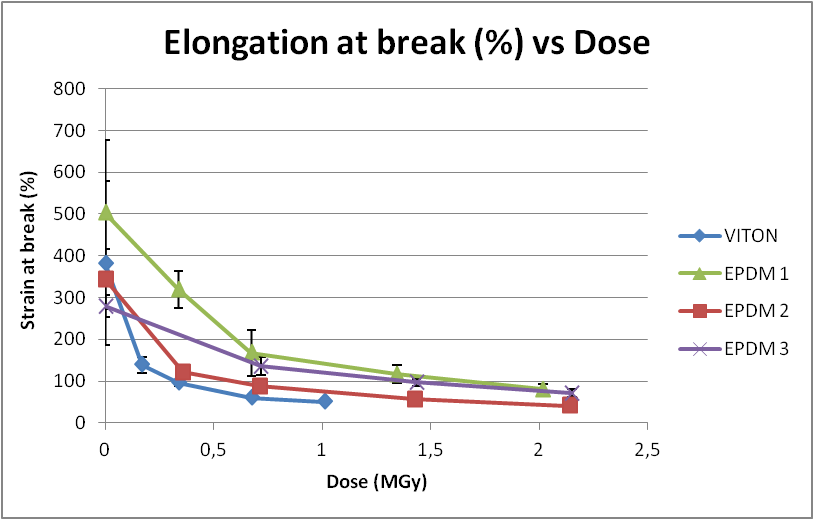 Elongation at break (%) vs Dose
800
700
600
500
400
300
200
100
0
Strain at break (%)
0 0,5 1 1,5 2 2,5
Dose (MGy)
VITON
EPDM 1
EPDM 2
EPDM 3